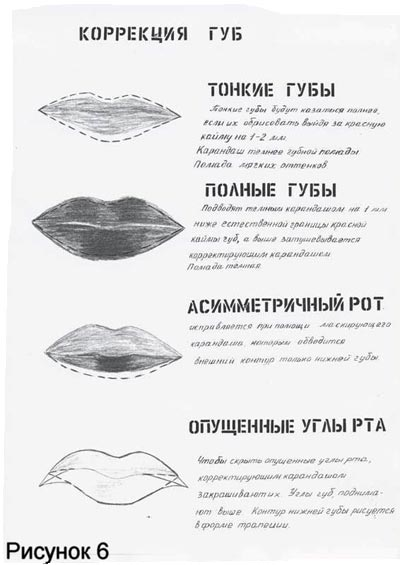 КОРРЕКЦИЯ ГУБ
ТОНКИЕ ГУБЫ
Тонкие губы будут казаться полнее,
если их обрисовать выйдя за красную
кайму на 1-2 мм.
Карандаш темнее губной помады
Помада мягких оттенков
ПОЛНЫЕ ГУБЫ
Подводят темным карандашом на 1 мм
ниже естественной границы красной
каймы губ, а выше затушевывается
корректирующим карандашом
Помада темная
АСИММЕТРИЧНЫЙ РОТ
исправляется при помощи маскирующего
карандаша, которым обводится
внешний контур только нижней губы
ОПУЩЕННЫЕ УГЛЫ РТА
Чтобы скрыть опущенные углы рта,
корректирующим карандашом
закрашивают их. Углы губ, поднима-
ют выше. Контур нижней губы рисуется
в форме трапеции.
Рисунок 6